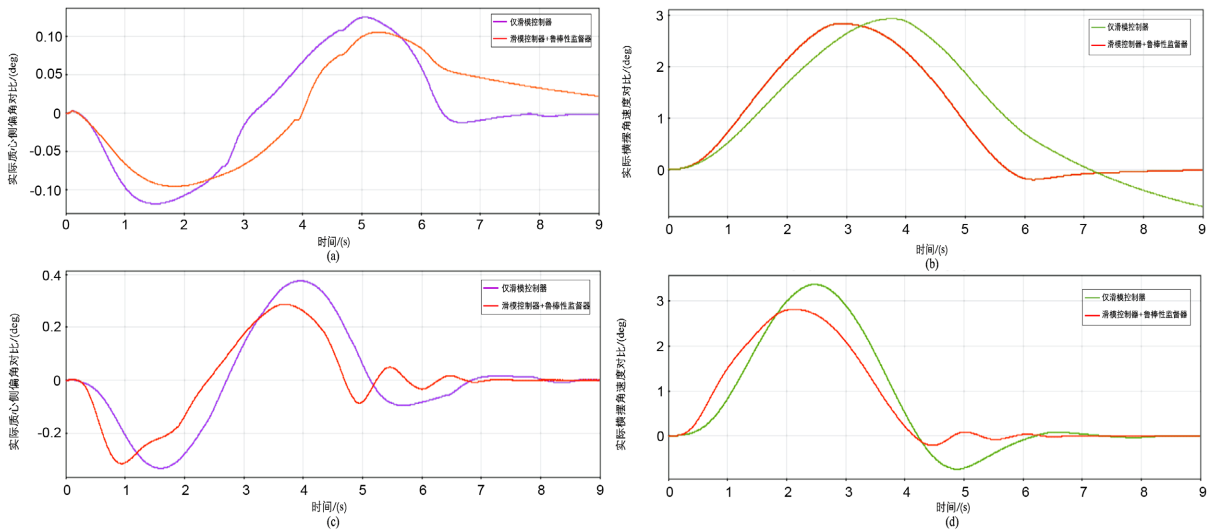 实际质心侧偏角对比/(deg)
0.10
0.05
0
-0.05
-0.10
仅滑模控制器
滑模控制器+鲁棒性监督器
0 1 2 3 4 5 6 7 8 9
时间/(s)
(a)
实际横摆角速度对比/(deg)
3
2
1
0
仅滑模控制器
滑模控制器+鲁棒性监督器
0 1 2 3 4 5 6 7 8 9
时间/(s)
(b)
实际质心侧偏角对比/(deg)
0.4
0.2
0
-0.2
仅滑模控制器
滑模控制器+鲁棒性监督器
0 1 2 3 4 5 6 7 8 9
时间/(s)
(c)
实际横摆角速度对比/(deg)
3
2
1
0
仅滑模控制器
滑模控制器+鲁棒性监督器
0 1 2 3 4 5 6 7 8 9
时间/(s)
(d)